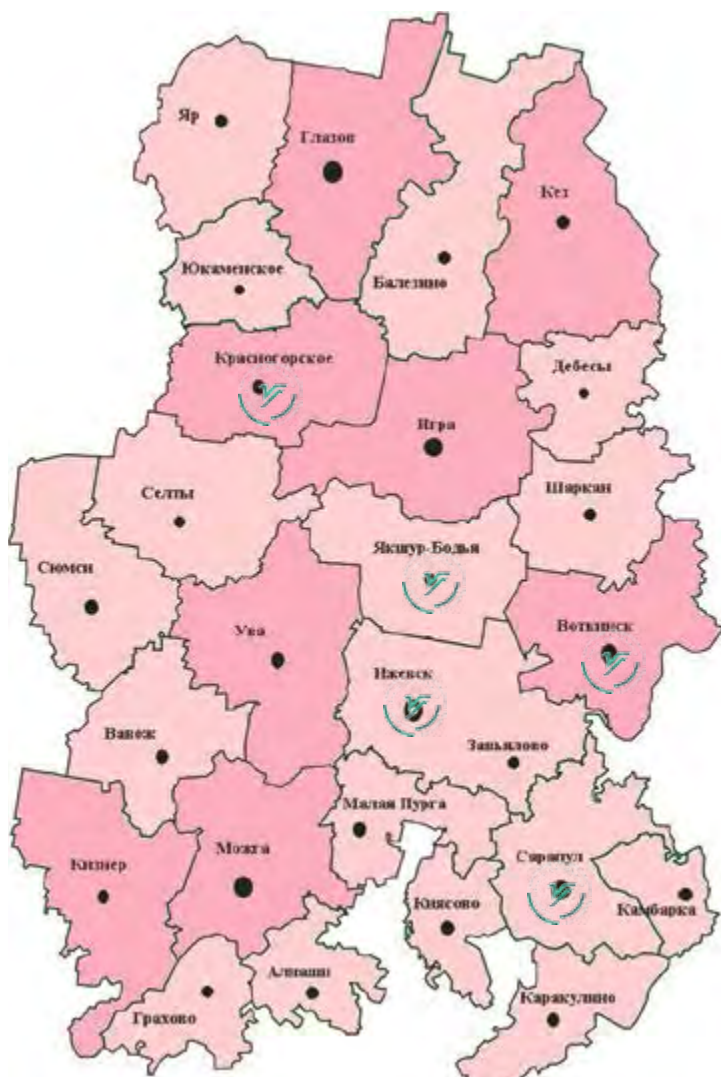 Яр
Глазов
Кез
Юкаменское
Балезино
Красногорское
Дебесы
Игра
Селты
Шаркан
Якшур-Бодья
Сюмси
Ува
Воткинск
Ижевск
Вавож
Завьялово
Малая Пурга
Можга
Кизнер
Сарапул
Киясово
Камбарка
Алнаши
Грахово
Каракулино